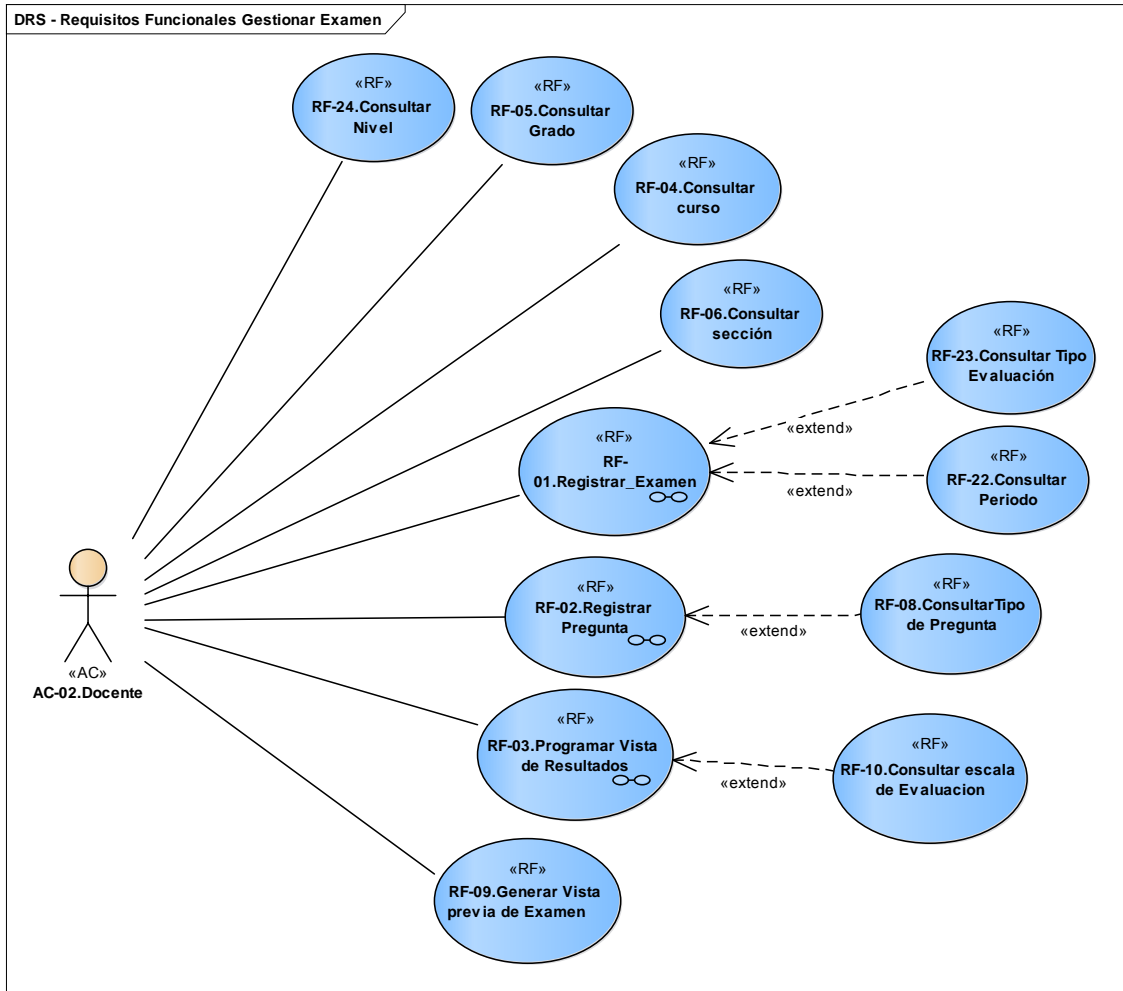 DRS - Requisitos Funcionales Gestionar Examen
«RF»
RF-24.Consultar
Nivel
«RF»
RF-05.Consultar
Grado
«RF»
RF-04.Consultar
curso
«RF»
RF-06.Consultar
sección
«RF»
RF-23.Consultar Tipo
Evaluación
«extend»
«RF»
RF-
01.Registrar_Examen
«RF»
RF-22.Consultar
Periodo
«extend»
«RF»
RF-02.Registrar
Pregunta
«RF»
RF-08.ConsultarTipo
de Pregunta
«extend»
«AC»
AC-02.Docente
«RF»
RF-03.Programar Vista
de Resultados
«RF»
RF-10.Consultar escala
de Evaluacion
«extend»
«RF»
RF-09.Generar Vista
previa de Examen